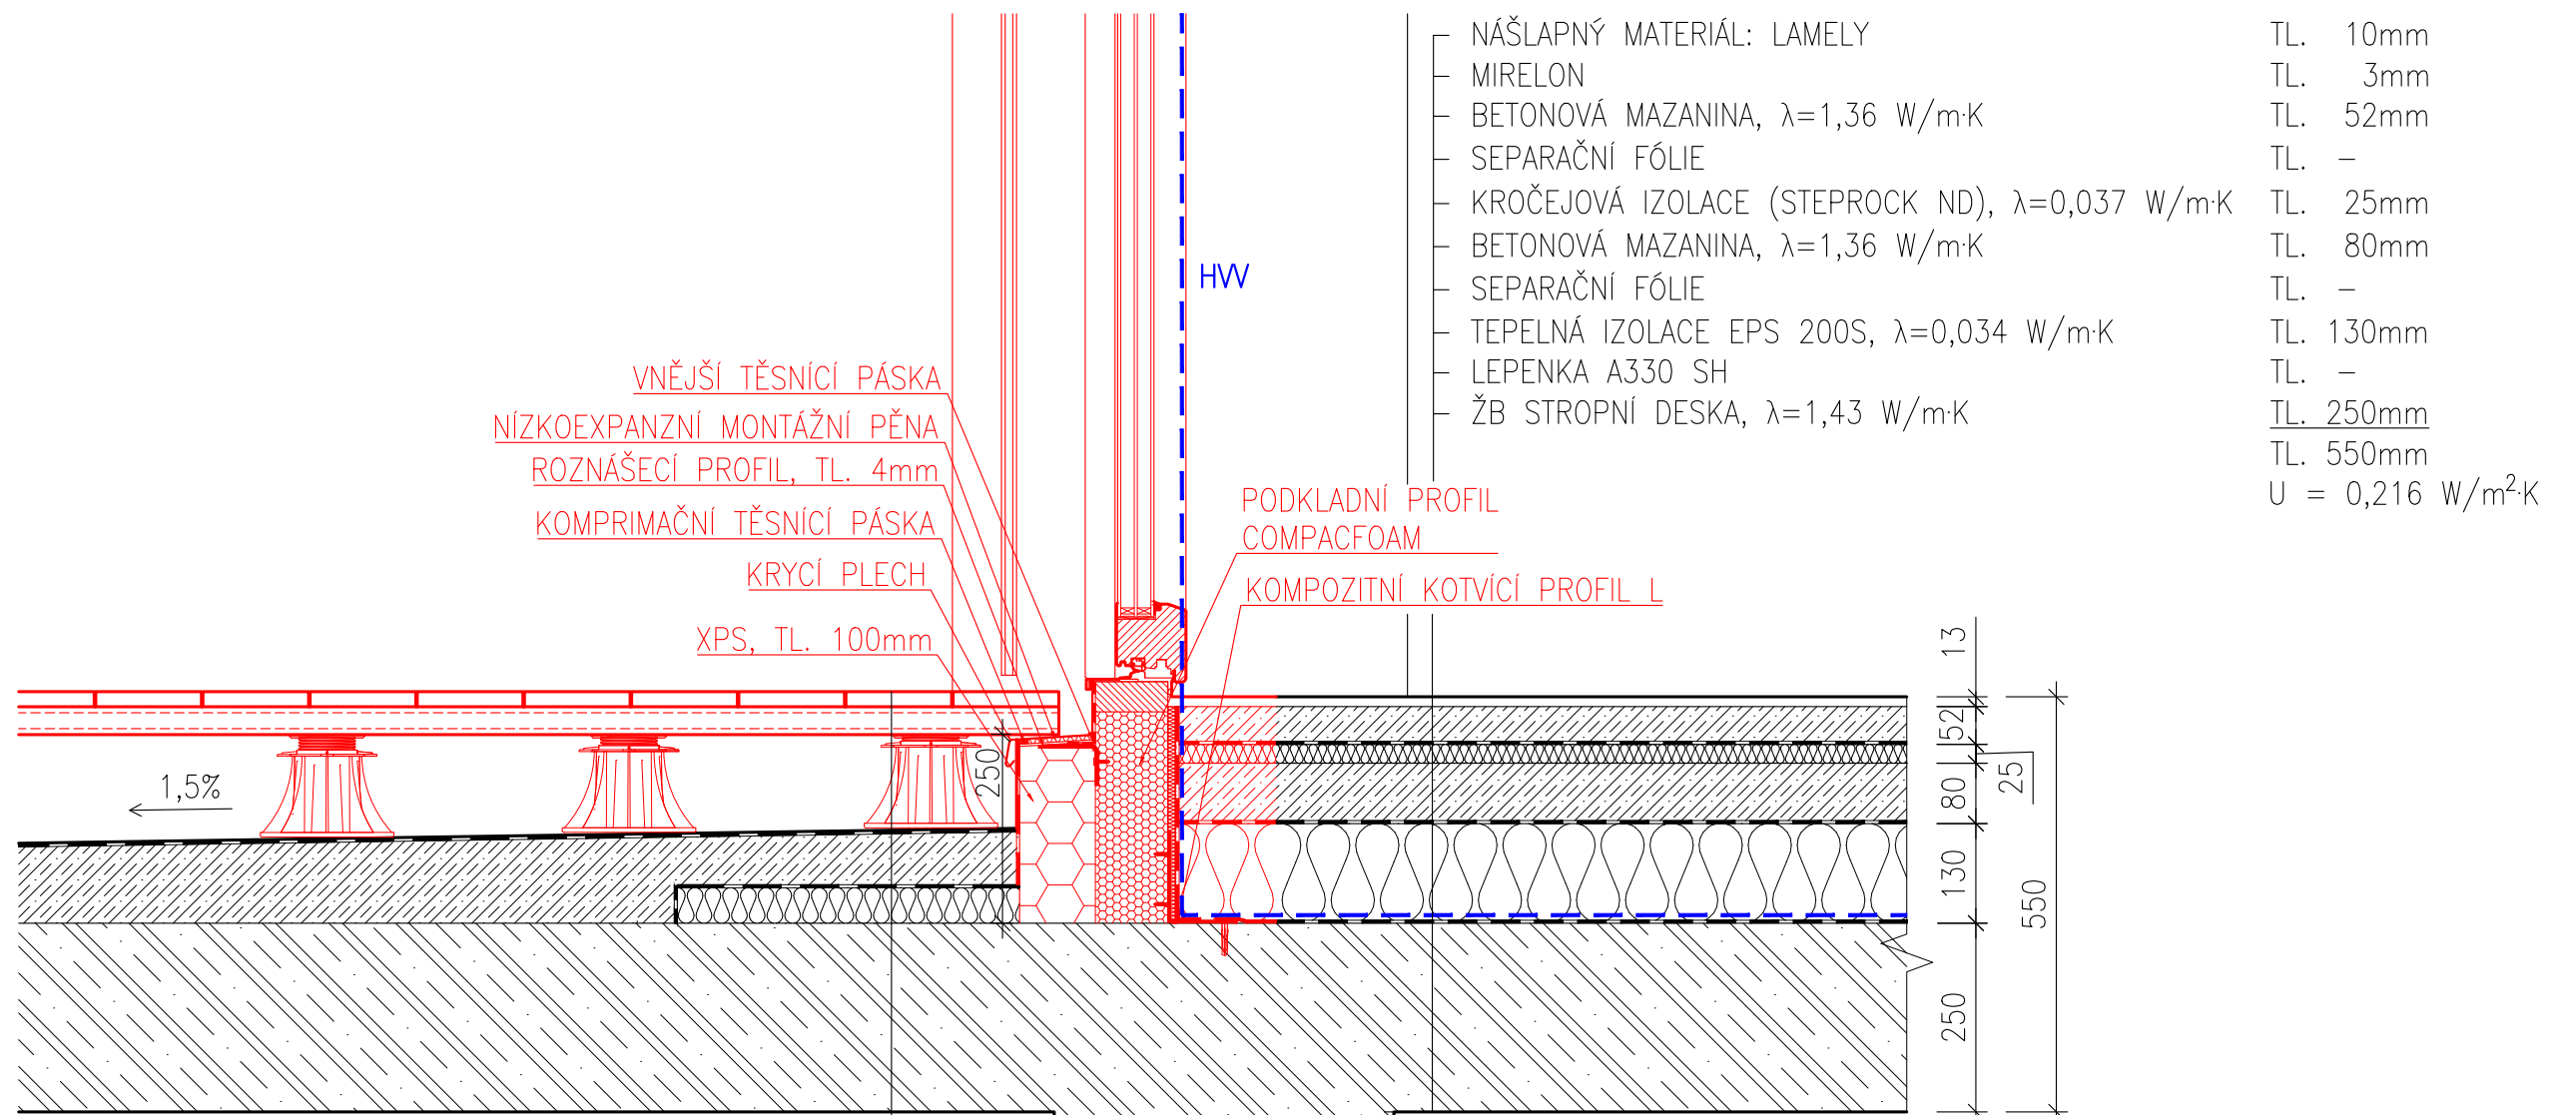 NÁŠLAPNÝ MATERIÁL: LAMELY TL. 10mm
MIRELON TL. 3mm
BETONOVÁ MAZANINA, λ=1,36 W/m·K TL. 52mm
SEPARAČNÍ FÓLIE TL. –
KROČEJOVÁ IZOLACE (STEPROCK ND), λ=0,037 W/m·K TL. 25mm
BETONOVÁ MAZANINA, λ=1,36 W/m·K TL. 80mm
SEPARAČNÍ FÓLIE TL. –
TEPELNÁ IZOLACE EPS 200S, λ=0,034 W/m·K TL. 130mm
LEPENKA A330 SH TL. –
ŽB STROPNÍ DESKA, λ=1,43 W/m·K TL. 250mm
TL. 550mm
U = 0,216 W/m²·K
HVV
VNĚJŠÍ TĚSNÍCÍ PÁSKA
NÍZKOEXPANZNÍ MONTÁŽNÍ PĚNA
ROZNÁŠECÍ PROFIL, TL. 4mm
KOMPRIMAČNÍ TĚSNÍCÍ PÁSKA
KRYCÍ PLECH
XPS, TL. 100mm
PODKLADNÍ PROFIL
COMPACFOAM
KOMPOZITNÍ KOTVÍCÍ PROFIL L
1,5%
250
13
52
25
80
130
250
550